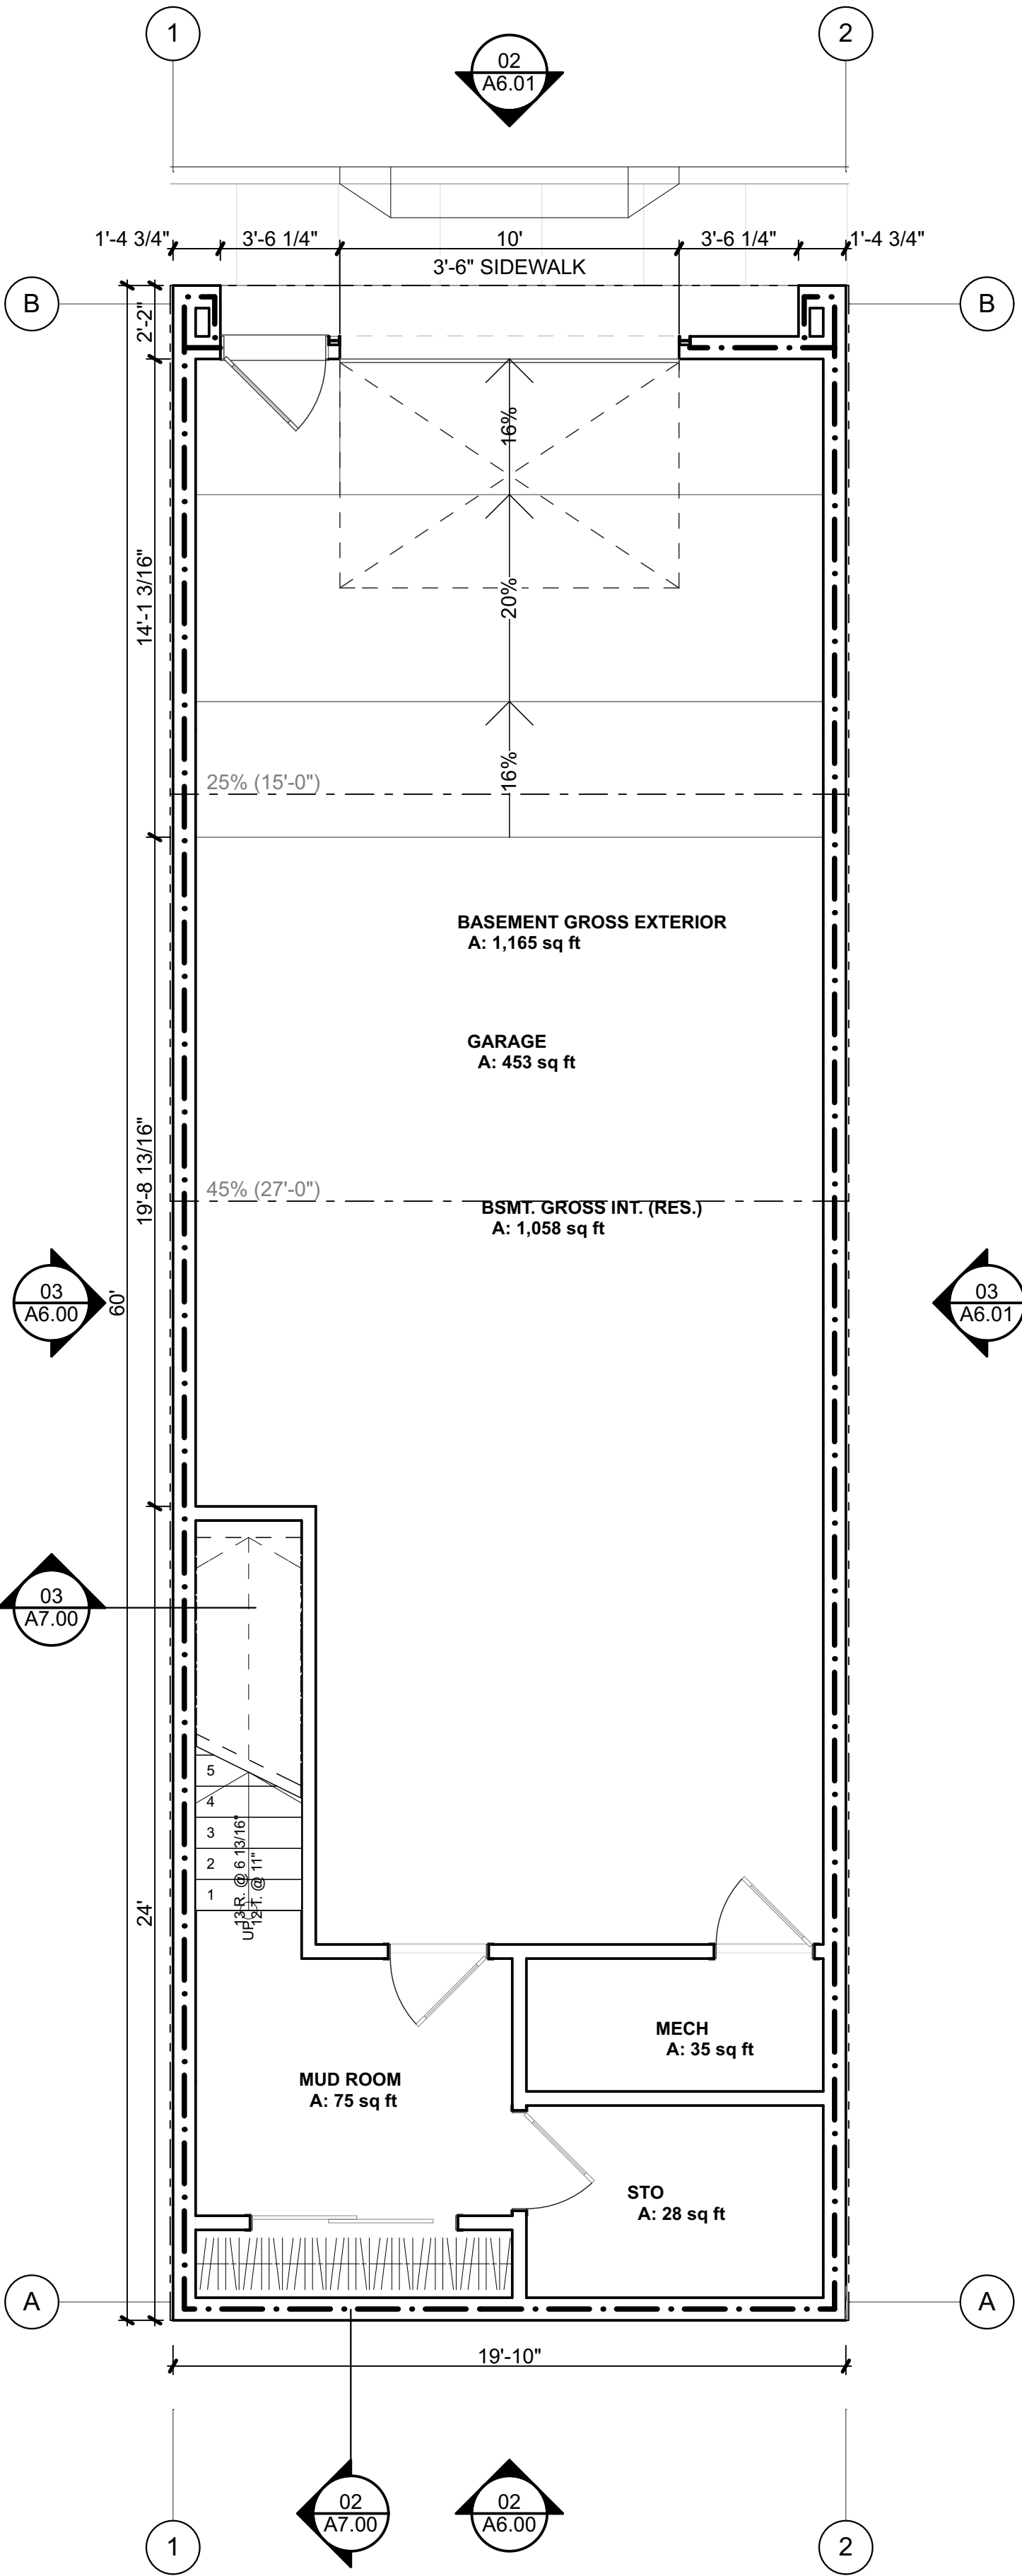 1
2
02
A6.01
1'-4 3/4"
3'-6 1/4"
10'
3'-6 1/4"
1'-4 3/4"
3'-6" SIDEWALK
B
B
2'-2"
16%
14'-1 3/16"
20%
16%
25% (15'-0")
BASEMENT GROSS EXTERIOR
A: 1,165 sq ft
GARAGE
A: 453 sq ft
19'-8 13/16"
45% (27'-0")
BSMT. GROSS INT. (RES.)
A: 1,058 sq ft
03
A6.00
60'
03
A6.01
03
A7.00
5
4
3
2
1
13 R. @ 6 13/16"
12 T. @ 11"
UP
24'
MECH
A: 35 sq ft
MUD ROOM
A: 75 sq ft
STO
A: 28 sq ft
A
A
19'-10"
02
A7.00
02
A6.00
1
2